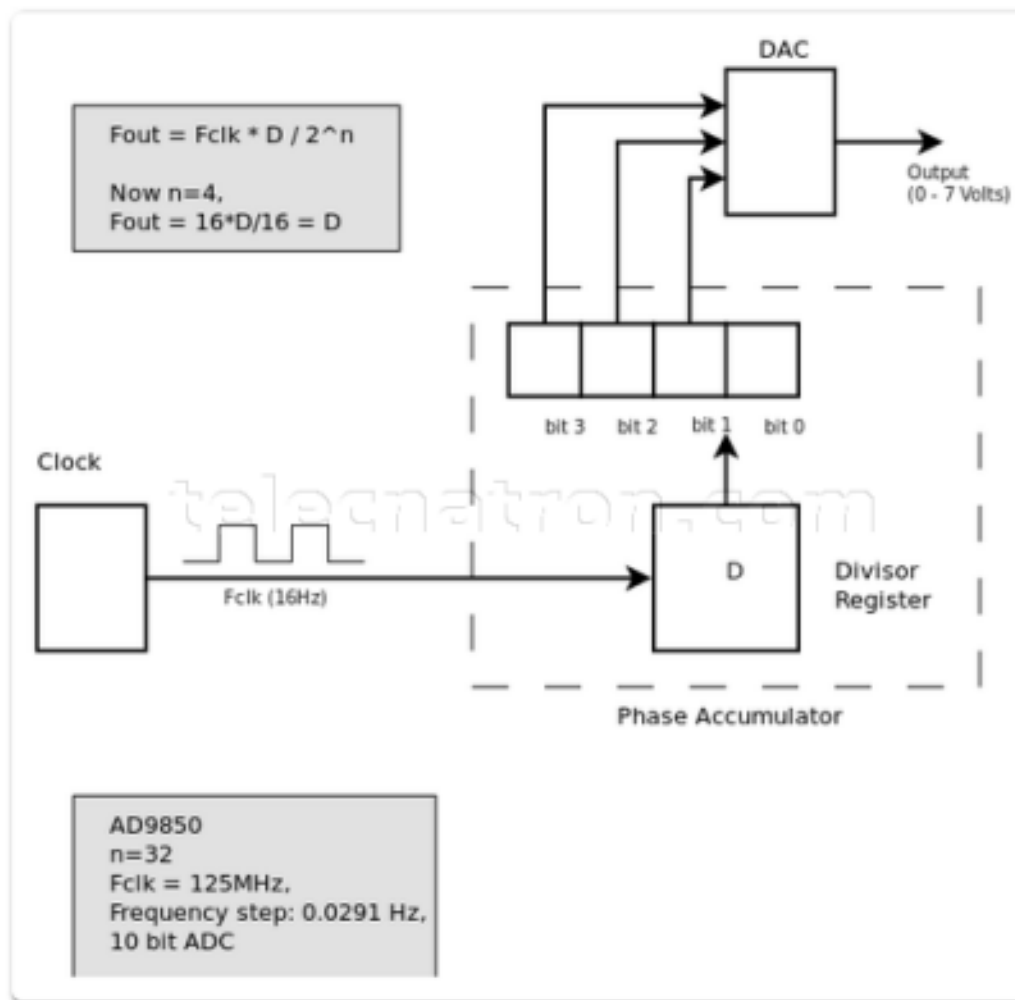 DAC
Fout = Fclk * D / 2^n
Now n=4,
Fout = 16*D/16 = D
Output
(0 - 7 Volts)
bit 3 bit 2 bit 1 bit 0
Clock
telecnatron.com
Fclk (16Hz)
D
Divisor
Register
Phase Accumulator
AD9850
n=32
Fclk = 125MHz,
Frequency step: 0.0291 Hz,
10 bit ADC